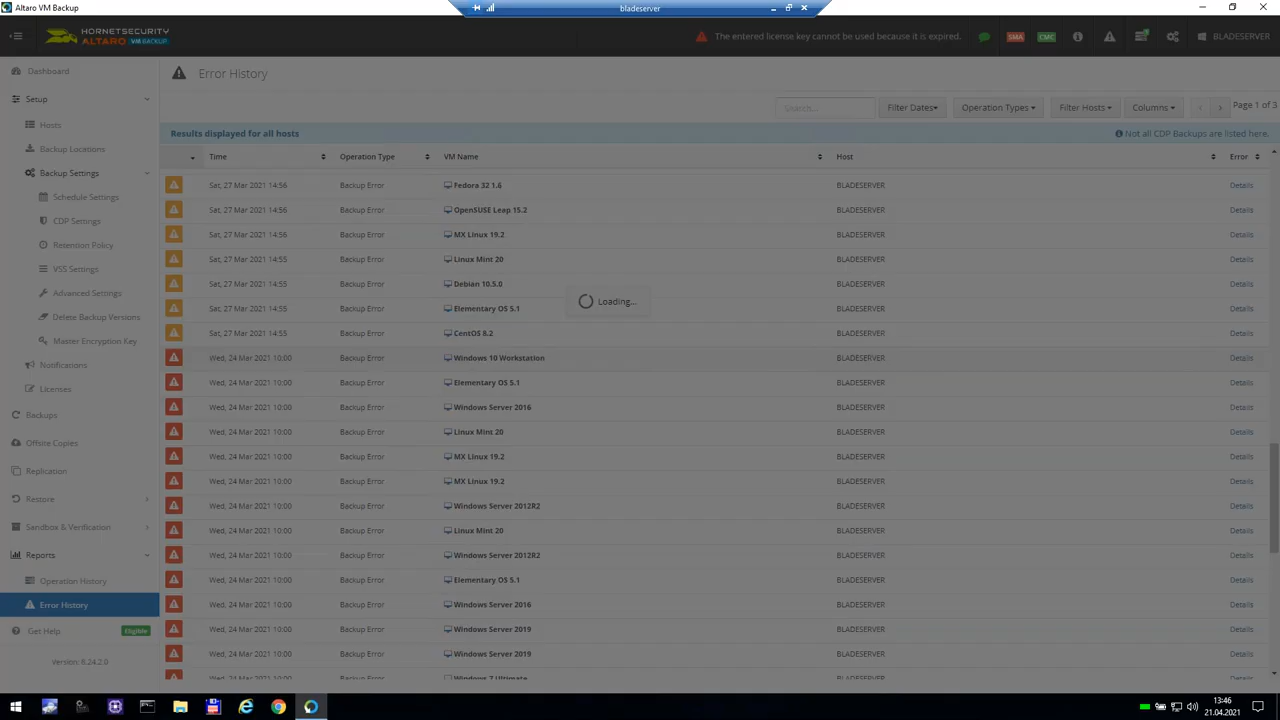 Altaro VM Backup
bladeserver
HORNETSECURITY
ALTARO VM BACKUP
The entered license key cannot be used because it is expired.
SMA
CME
BLADESERVER
Dashboard
Setup
Hosts
Backup Locations
Backup Settings
Schedule Settings
CDP Settings
Retention Policy
VSS Settings
Advanced Settings
Delete Backup Versions
Master Encryption Key
Notifications
Licenses
Backups
Offsite Copies
Replication
Restore
Sandbox & Verification
Reports
Operation History
Error History
Get Help Eligible
Version: 8.24.2.0
Error History
Search... Filter Dates Operation Types Filter Hosts Columns < > Page 1 of 3
Results displayed for all hosts Not all CDP Backups are listed here.
Time Operation Type VM Name Host Error
Sat, 27 Mar 2021 14:56 Backup Error Fedora 32 1.6 BLADESERVER Details
Sat, 27 Mar 2021 14:56 Backup Error OpenSUSE Leap 15.2 BLADESERVER Details
Sat, 27 Mar 2021 14:56 Backup Error MX Linux 19.2 BLADESERVER Details
Sat, 27 Mar 2021 14:55 Backup Error Linux Mint 20 BLADESERVER Details
Sat, 27 Mar 2021 14:55 Backup Error Debian 10.5.0 BLADESERVER Details
Sat, 27 Mar 2021 14:55 Backup Error Elementary OS 5.1 BLADESERVER Details
Loading...
Sat, 27 Mar 2021 14:55 Backup Error CentOS 8.2 BLADESERVER Details
Wed, 24 Mar 2021 10:00 Backup Error Windows 10 Workstation BLADESERVER Details
Wed, 24 Mar 2021 10:00 Backup Error Elementary OS 5.1 BLADESERVER Details
Wed, 24 Mar 2021 10:00 Backup Error Windows Server 2016 BLADESERVER Details
Wed, 24 Mar 2021 10:00 Backup Error Linux Mint 20 BLADESERVER Details
Wed, 24 Mar 2021 10:00 Backup Error MX Linux 19.2 BLADESERVER Details
Wed, 24 Mar 2021 10:00 Backup Error MX Linux 19.2 BLADESERVER Details
Wed, 24 Mar 2021 10:00 Backup Error Windows Server 2012R2 BLADESERVER Details
Wed, 24 Mar 2021 10:00 Backup Error Linux Mint 20 BLADESERVER Details
Wed, 24 Mar 2021 10:00 Backup Error Windows Server 2012R2 BLADESERVER Details
Wed, 24 Mar 2021 10:00 Backup Error Elementary OS 5.1 BLADESERVER Details
Wed, 24 Mar 2021 10:00 Backup Error Windows Server 2016 BLADESERVER Details
Wed, 24 Mar 2021 10:00 Backup Error Windows Server 2019 BLADESERVER Details
Wed, 24 Mar 2021 10:00 Backup Error Windows Server 2019 BLADESERVER Details
Wed, 24 Mar 2021 10:00 Backup Error Windows 7 Ultimate BLADESERVER Details
13:46
21.04.2021